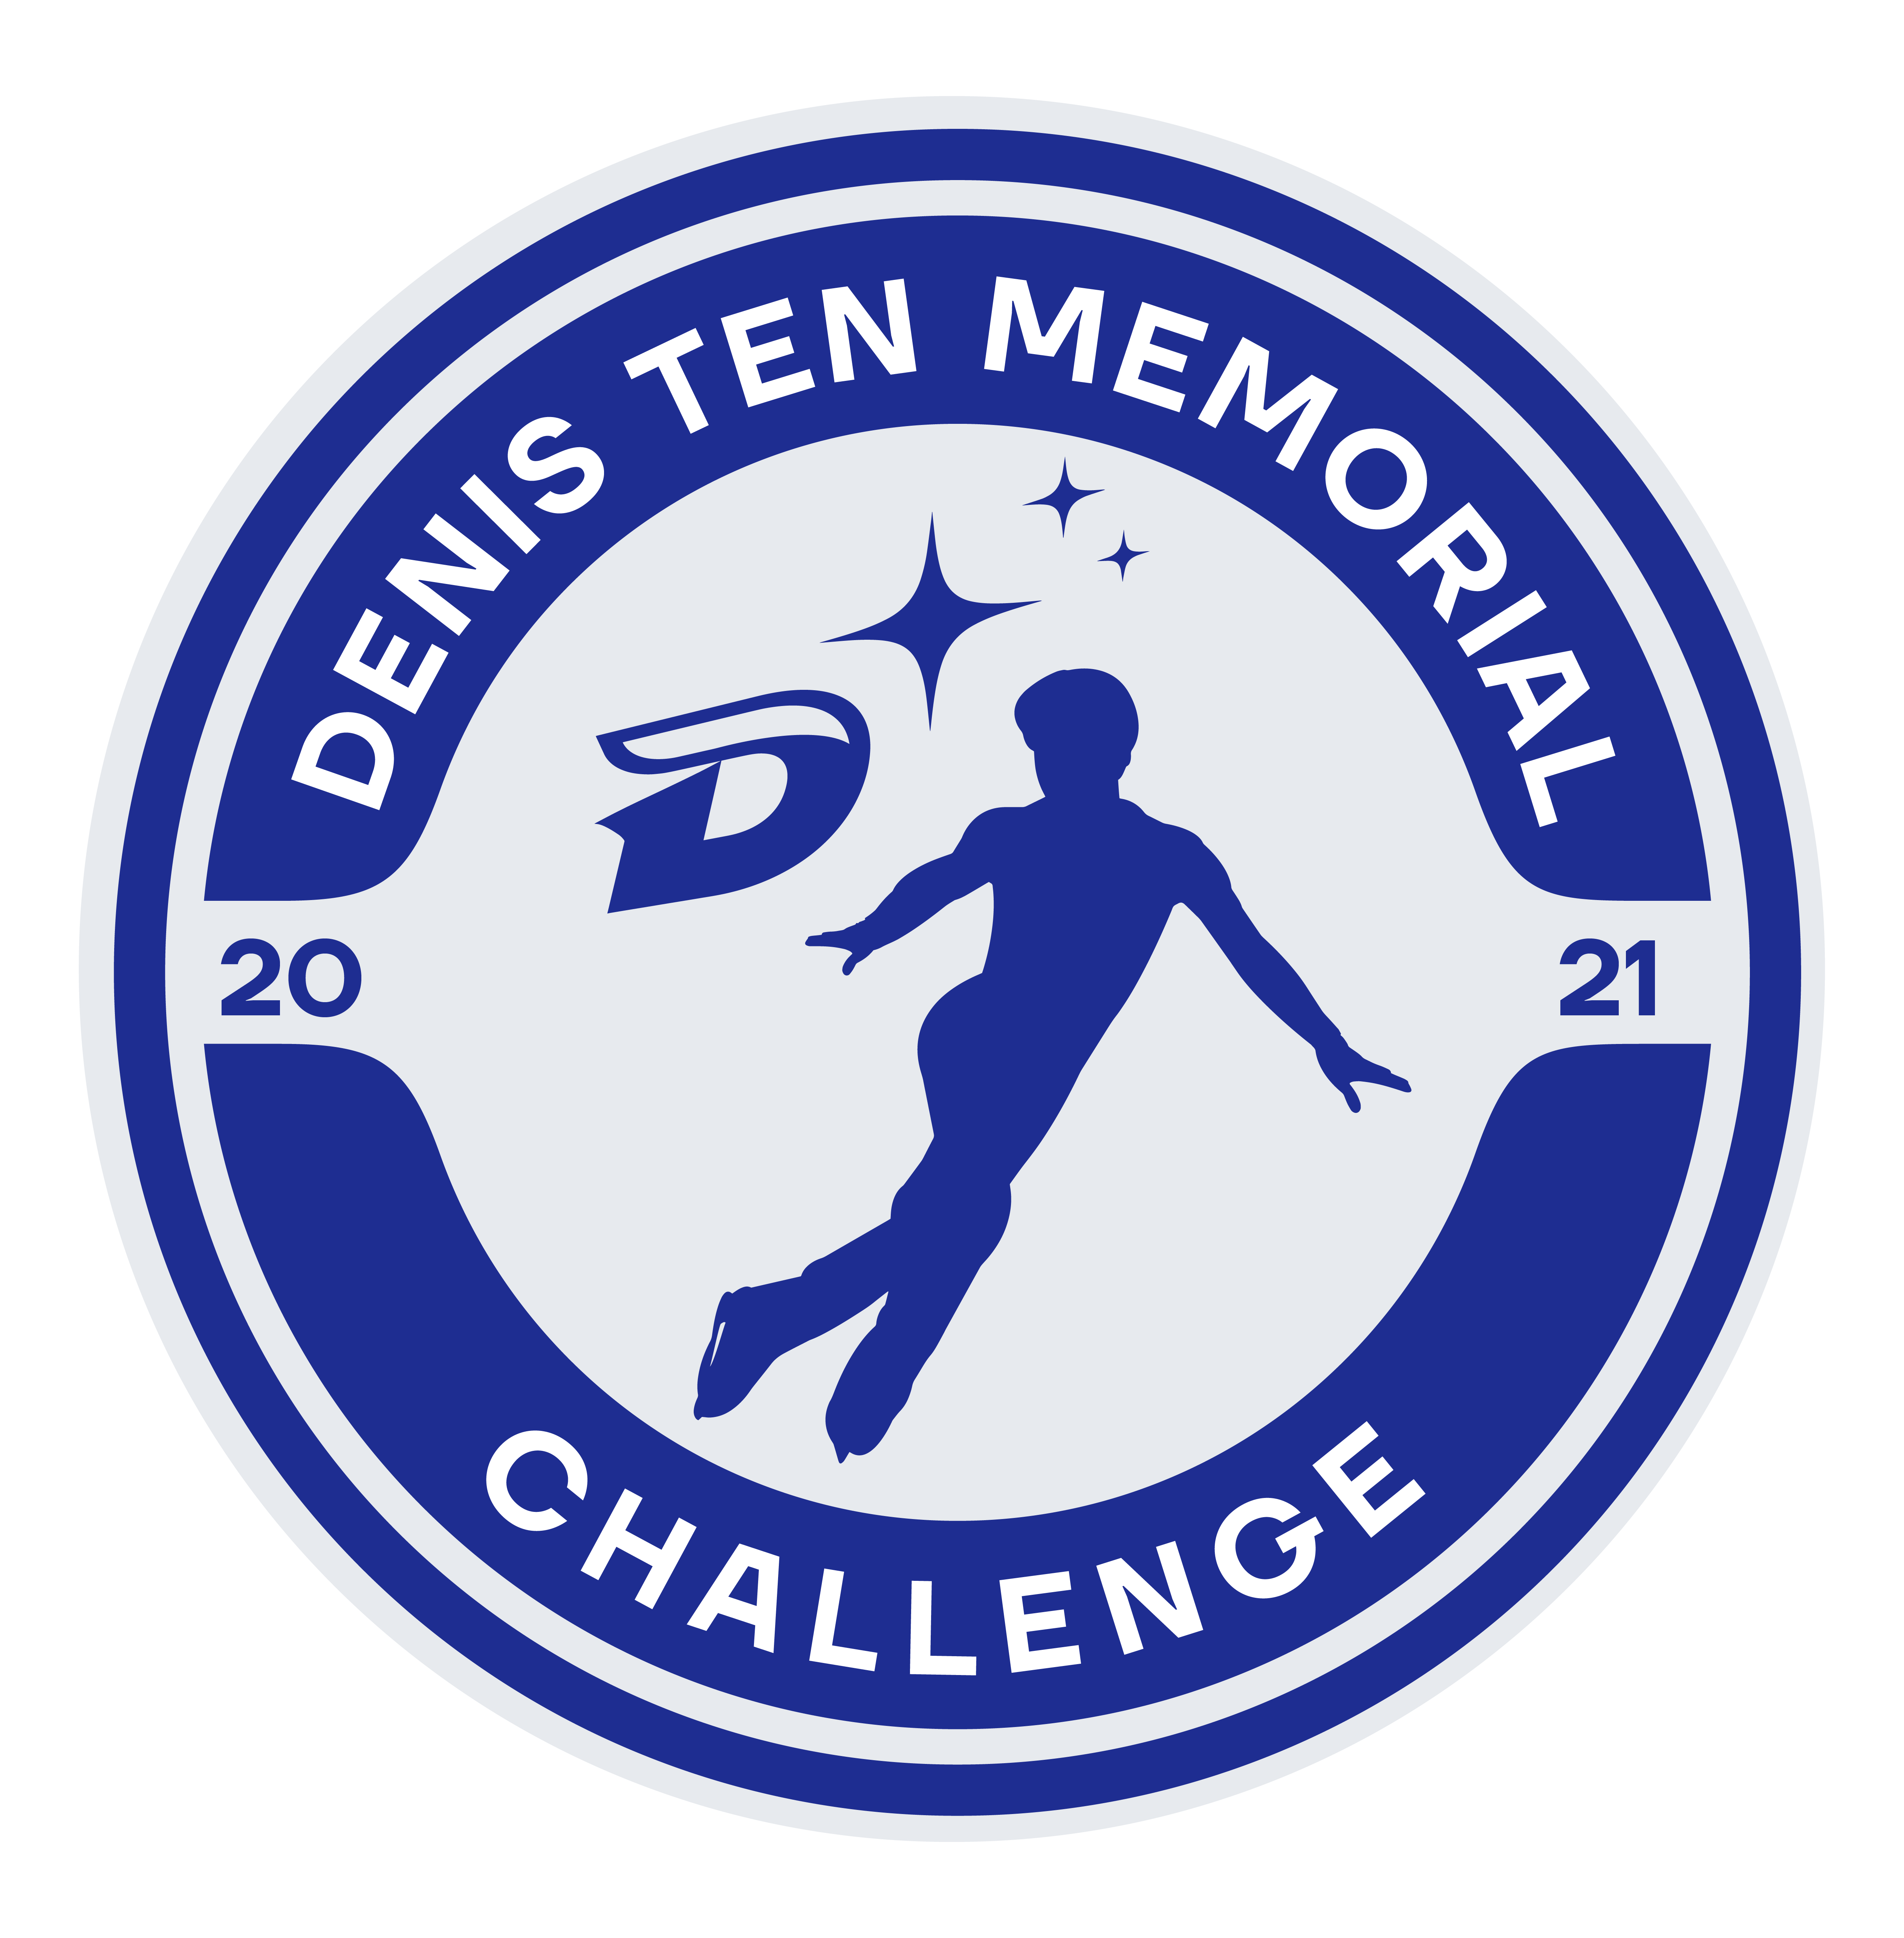 DENIS TEN MEMORIAL
20 21
D
CHALLENGE